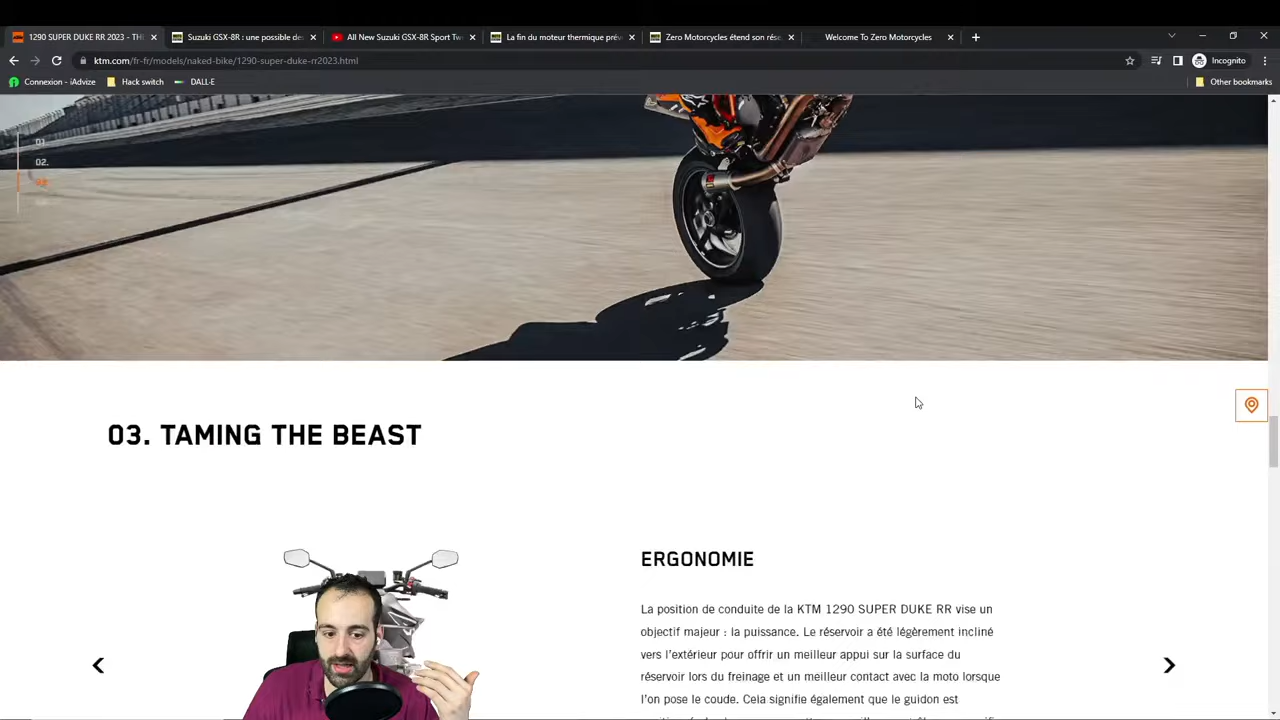 1290 SUPER DUKE RR 2023 - TH
Suzuki GSX-8R : une possible de
All New Suzuki GSX-8R Sport Tw
La fin du moteur thermique pré
Zero Motorcycles étend son rés
Welcome To Zero Motorcycles
ktm.com/fr-fr/models/naked-bike/1290-super-duke-rr2023.html
Incognito
Connexion - iAdvize
Hack switch
DALL-E
Other bookmarks
01.
02.
03. TAMING THE BEAST
ERGONOMIE
La position de conduite de la KTM 1290 SUPER DUKE RR vise un
objectif majeur : la puissance. Le réservoir a été légèrement incliné
vers l'extérieur pour offrir un meilleur appui sur la surface du
réservoir lors du freinage et un meilleur contact avec la moto lorsque
l'on pose le coude. Cela signifie également que le guidon est